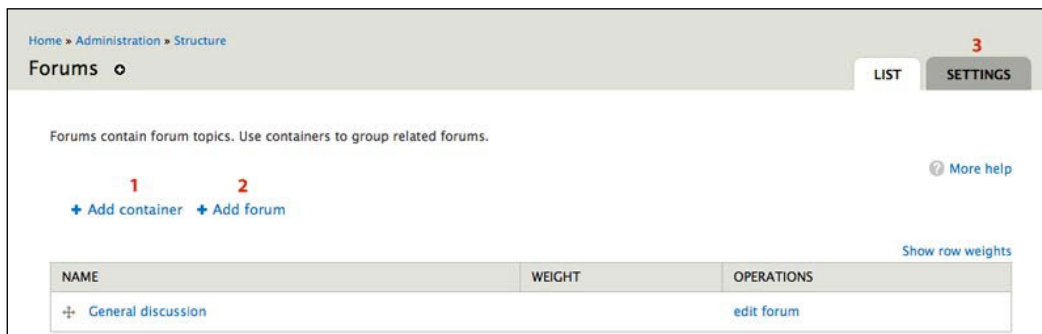 Home » Administration » Structure
3
Forums
LIST SETTINGS
Forums contain forum topics. Use containers to group related forums.
? More help
1 2
+ Add container + Add forum
Show row weights
NAME WEIGHT OPERATIONS
General discussion edit forum